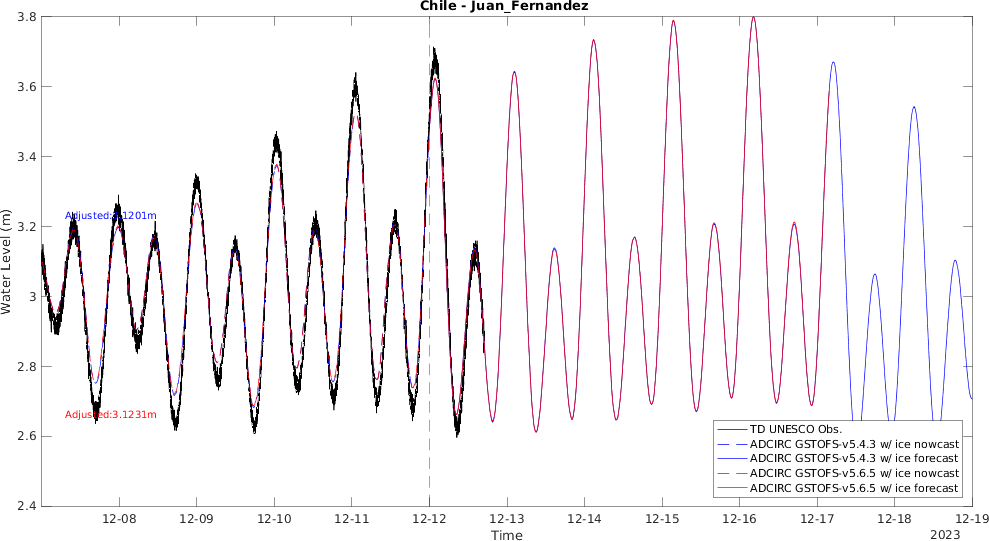 Chile - Juan_Fernandez
3.8
3.6
3.4
3.2
3
2.8
2.6
2.4
Water Level (m)
Adjusted:3.1201m
Adjusted:3.1231m
TD UNESCO Obs.
ADCIRC GSTOFS-v5.4.3 w/ ice nowcast
ADCIRC GSTOFS-v5.4.3 w/ ice forecast
ADCIRC GSTOFS-v5.6.5 w/ ice nowcast
ADCIRC GSTOFS-v5.6.5 w/ ice forecast
12-08 12-09 12-10 12-11 12-12 12-13 12-14 12-15 12-16 12-17 12-18 12-19
Time
2023